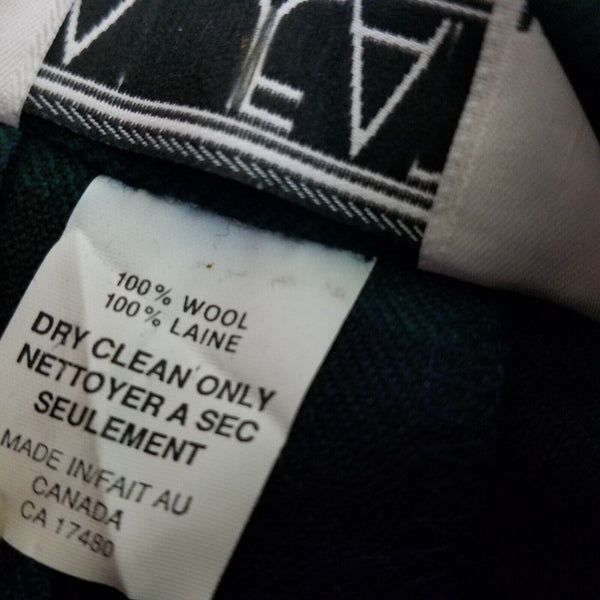 100% WOOL
100% LAINE
DRY CLEAN ONLY
NETTOYER A SEC
SEULEMENT
MADE IN/FAIT AU
CANADA
CA 17480